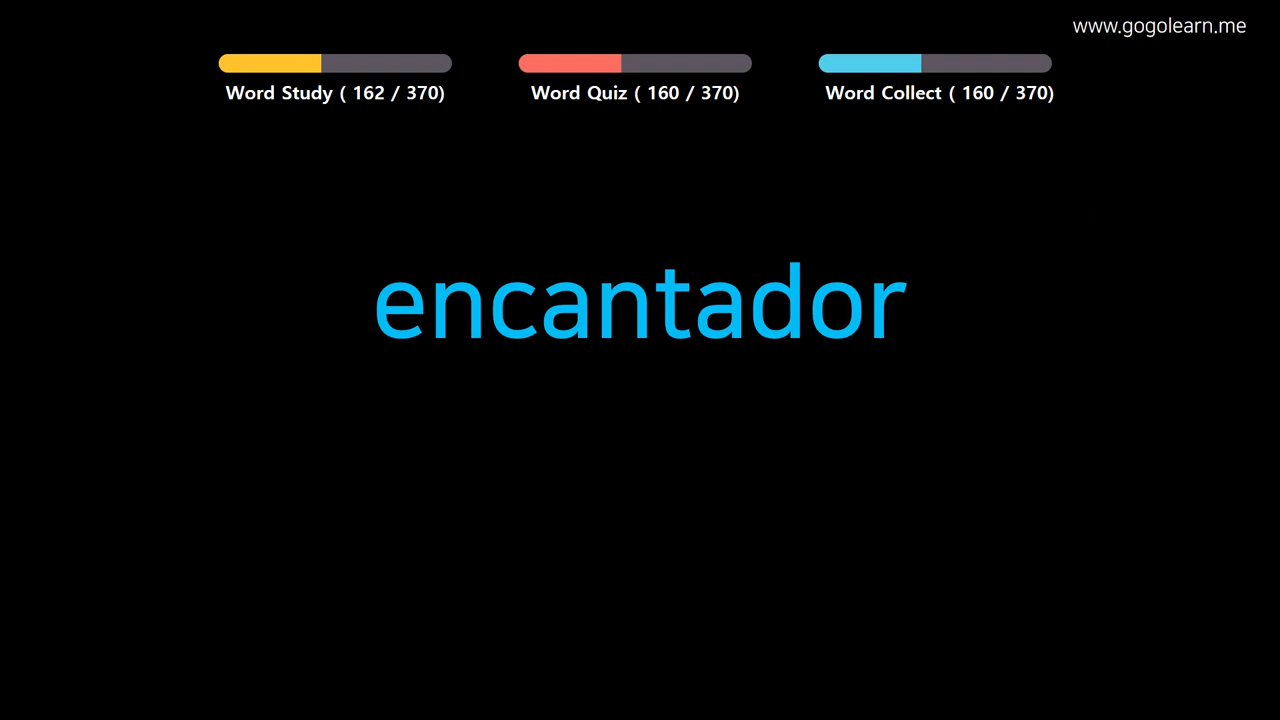 www.gogolearn.me
Word Study ( 162 / 370)
Word Quiz ( 160 / 370)
Word Collect ( 160 / 370)
encantador